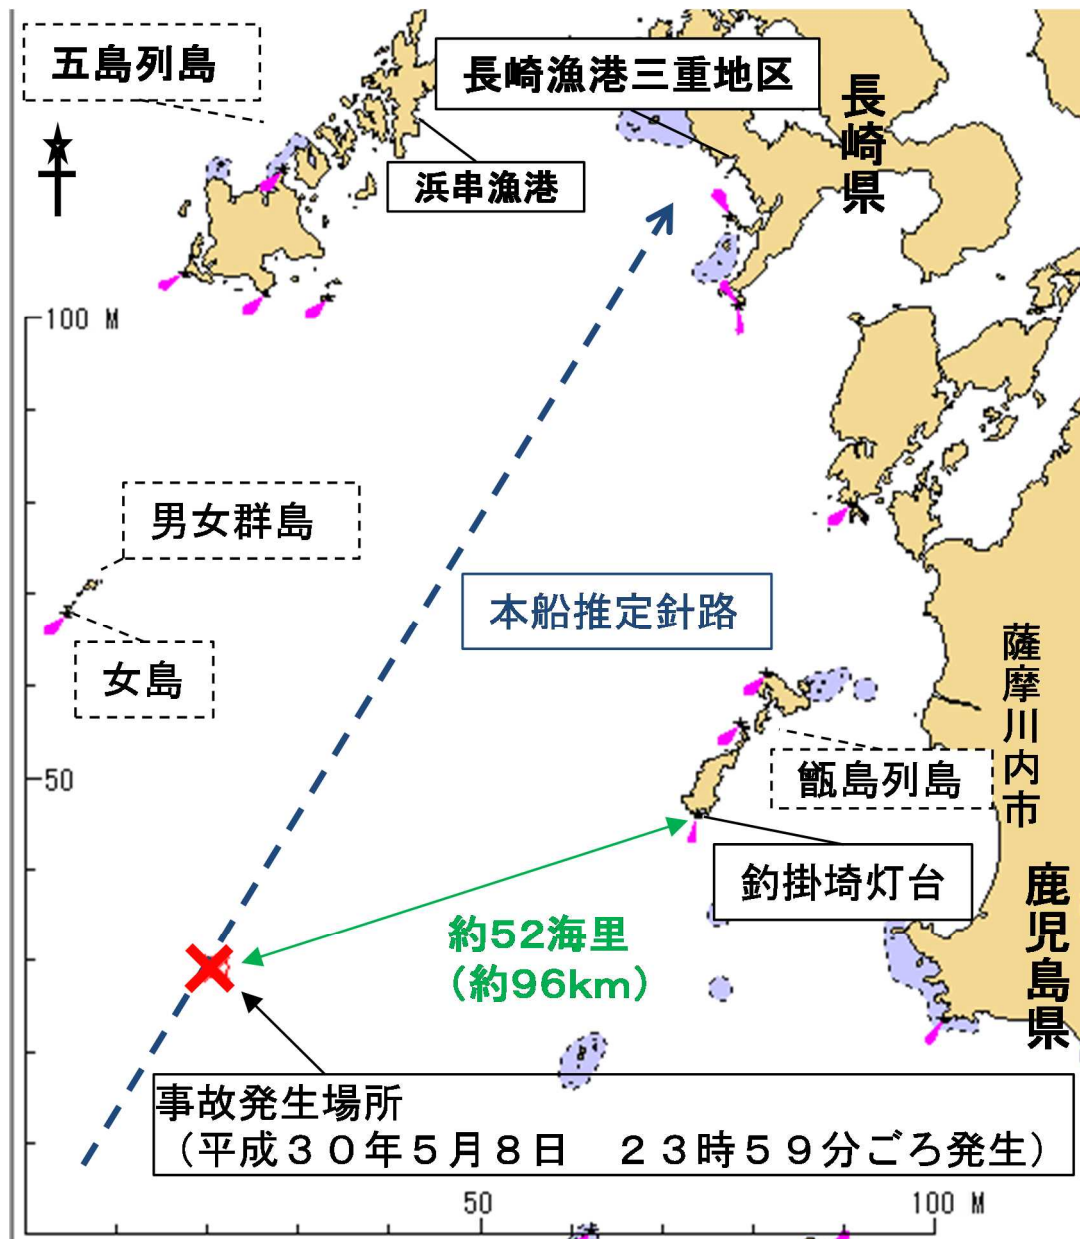 五島列島
長崎漁港三重地区
長崎県
浜串漁港
100 M
男女群島
本船推定針路
女島
薩摩川内市
甑島列島
50
釣掛埼灯台
鹿児島県
約52海里
（約96km）
事故発生場所
（平成３０年５月８日　２３時５９分ごろ発生）
50
100 M